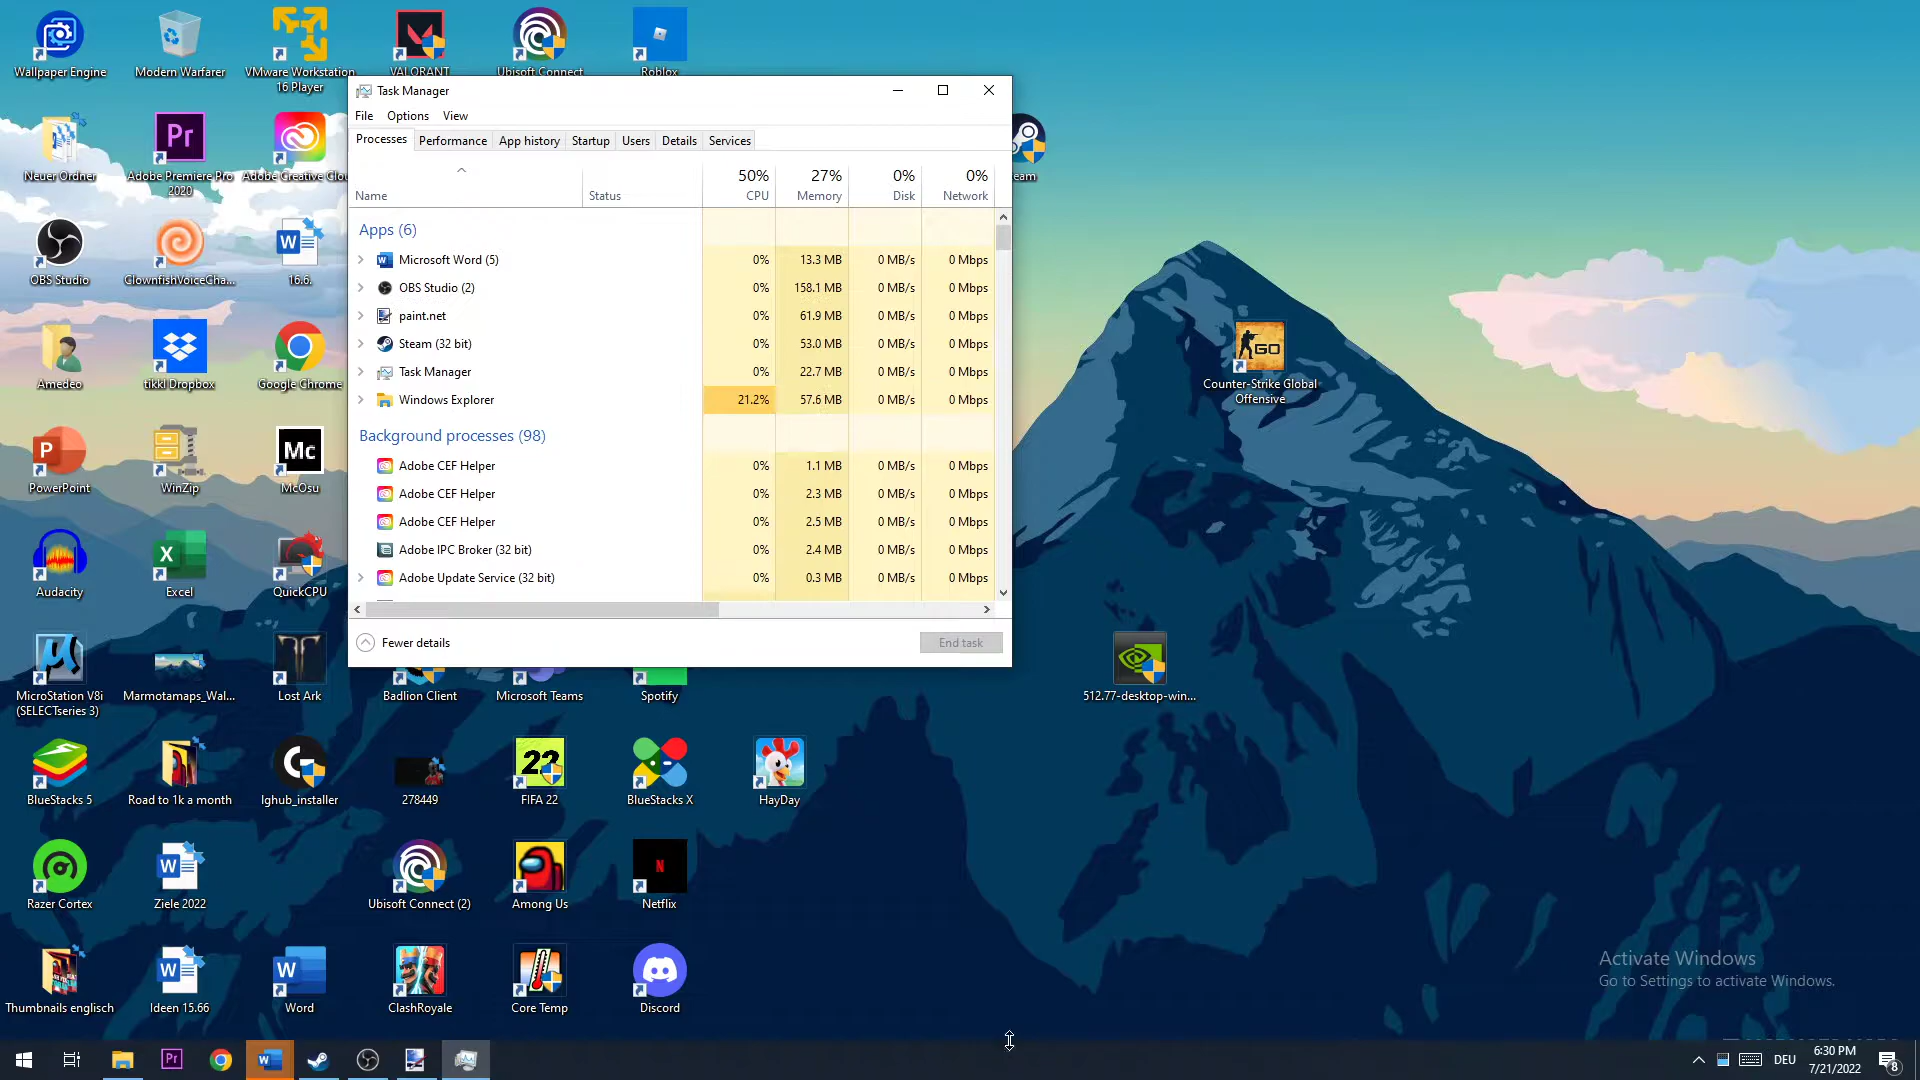 Wallpaper Engine
Modern Warfarer
VMware Workstation
16 Player
VALORANT
Ubisoft Connect
Roblox
Neuer Ordner
Adobe Premiere Pro
2020
Adobe Creative Clou
eam
OBS Studio
ClownfishVoiceCha...
16.6.
Amedeo
tikkl Dropbox
Google Chrome
PowerPoint
WinZip
McOsu
Audacity
Excel
QuickCPU
MicroStation V8i
(SELECTseries 3)
Marmotamaps_Wal...
Lost Ark
Badlion Client
Microsoft Teams
Spotify
BlueStacks 5
Road to 1k a month
lghub_installer
278449
FIFA 22
BlueStacks X
HayDay
Razer Cortex
Ziele 2022
Ubisoft Connect (2)
Among Us
Netflix
Thumbnails englisch
Ideen 15.66
Word
ClashRoyale
Core Temp
Discord
Counter-Strike Global
Offensive
512.77-desktop-win...
Task Manager
File Options View
Processes Performance App history Startup Users Details Services
50% 27% 0% 0%
Name Status CPU Memory Disk Network
Apps (6)
Microsoft Word (5) 0% 13.3 MB 0 MB/s 0 Mbps
OBS Studio (2) 0% 158.1 MB 0 MB/s 0 Mbps
paint.net 0% 61.9 MB 0 MB/s 0 Mbps
Steam (32 bit) 0% 53.0 MB 0 MB/s 0 Mbps
Task Manager 0% 22.7 MB 0 MB/s 0 Mbps
Windows Explorer 21.2% 57.6 MB 0 MB/s 0 Mbps
Background processes (98)
Adobe CEF Helper 0% 1.1 MB 0 MB/s 0 Mbps
Adobe CEF Helper 0% 2.3 MB 0 MB/s 0 Mbps
Adobe CEF Helper 0% 2.5 MB 0 MB/s 0 Mbps
Adobe IPC Broker (32 bit) 0% 2.4 MB 0 MB/s 0 Mbps
Adobe Update Service (32 bit) 0% 0.3 MB 0 MB/s 0 Mbps
Fewer details
End task
Activate Windows
Go to Settings to activate Windows.
DEU
6:30 PM
7/21/2022
8